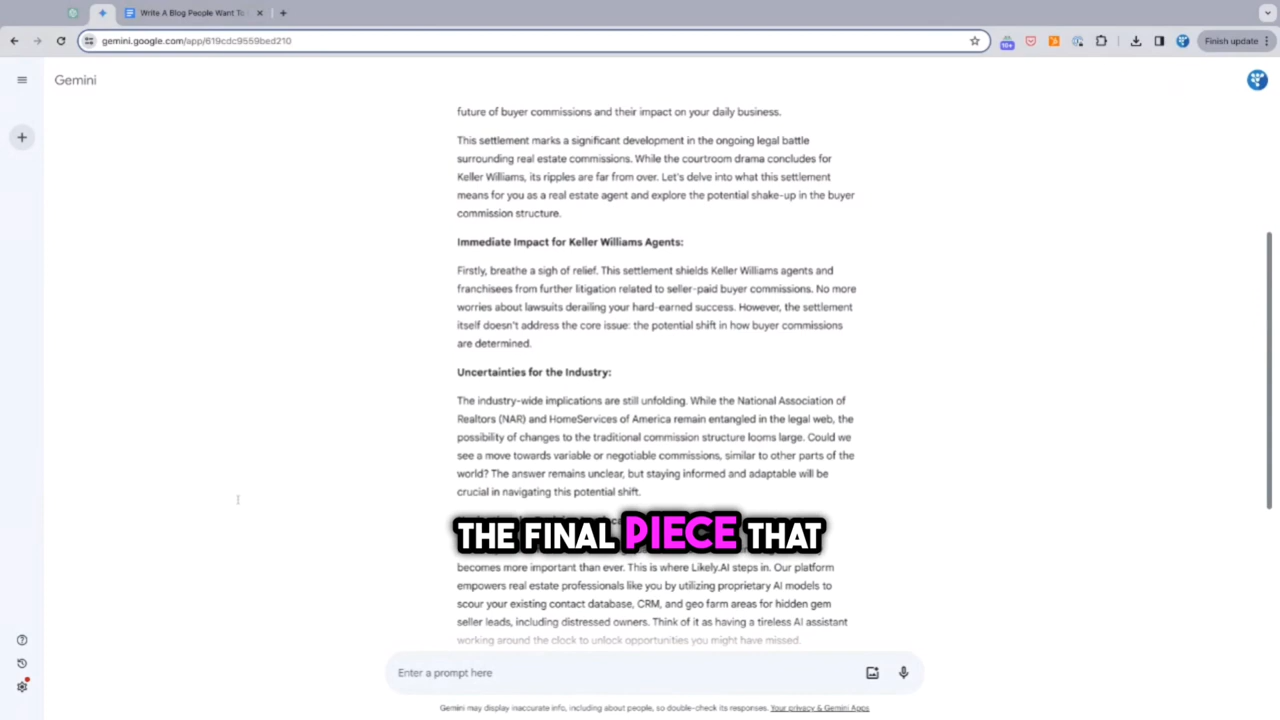 Write A Blog People Want To
gemini.google.com/app/619cdc9559bed210
Finish update
Gemini
future of buyer commissions and their impact on your daily business.
This settlement marks a significant development in the ongoing legal battle
surrounding real estate commissions. While the courtroom drama concludes for
Keller Williams, its ripples are far from over. Let's delve into what this settlement
means for you as a real estate agent and explore the potential shake-up in the buyer
commission structure.
Immediate Impact for Keller Williams Agents:
Firstly, breathe a sigh of relief. This settlement shields Keller Williams agents and
franchisees from further litigation related to seller-paid buyer commissions. No more
worries about lawsuits derailing your hard-earned success. However, the settlement
itself doesn't address the core issue: the potential shift in how buyer commissions
are determined.
Uncertainties for the Industry:
The industry-wide implications are still unfolding. While the National Association of
Realtors (NAR) and HomeServices of America remain entangled in the legal web, the
possibility of changes to the traditional commission structure looms large. Could we
see a move towards variable or negotiable commissions, similar to other parts of the
world? The answer remains unclear, but staying informed and adaptable will be
crucial in navigating this potential shift.
THE FINAL PIECE THAT
becomes more important than ever. This is where Likely.AI steps in. Our platform
empowers real estate professionals like you by utilizing proprietary AI models to
scour your existing contact database, CRM, and geo farm areas for hidden gem
seller leads, including distressed owners. Think of it as having a tireless AI assistant
working around the clock to unlock opportunities you might have missed.
Enter a prompt here
Gemini may display inaccurate info, including about people, so double-check its responses. Your privacy & Gemini Apps